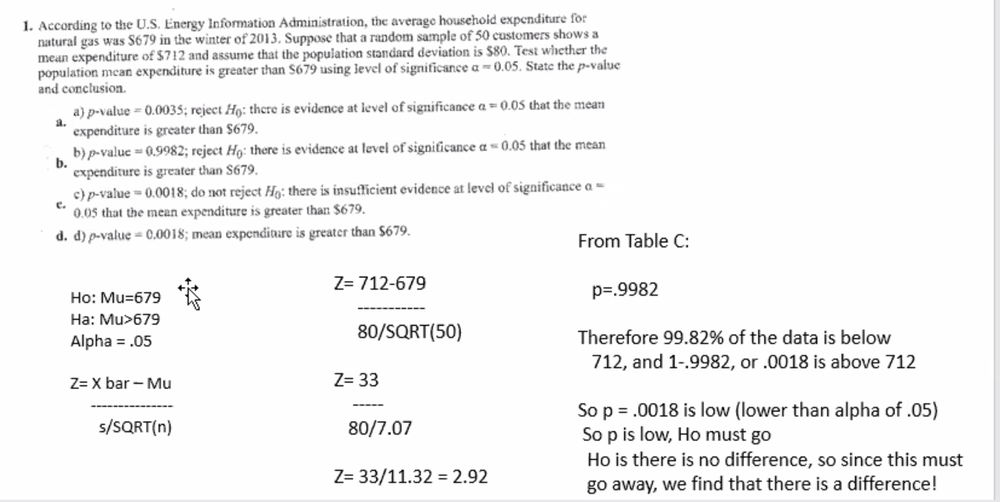 1. According to the U.S. Energy Information Administration, the average household expenditure for
natural gas was $679 in the winter of 2013. Suppose that a random sample of 50 customers shows a
mean expenditure of $712 and assume that the population standard deviation is $80. Test whether the
population mean expenditure is greater than $679 using level of significance α = 0.05. State the p-value
and conclusion.
a. a) p-value = 0.0035; reject H0: there is evidence at level of significance α = 0.05 that the mean
expenditure is greater than $679.
b. b) p-value = 0.9982; reject H0: there is evidence at level of significance α = 0.05 that the mean
expenditure is greater than $679.
c. c) p-value = 0.0018; do not reject H0: there is insufficient evidence at level of significance α =
0.05 that the mean expenditure is greater than $679.
d. d) p-value = 0.0018; mean expenditure is greater than $679.
Ho: Mu=679
Ha: Mu>679
Alpha = .05
Z= X bar – Mu
---------------
s/SQRT(n)
Z= 712-679
-----------
80/SQRT(50)
Z= 33
-----
80/7.07
Z= 33/11.32 = 2.92
From Table C:
p=.9982
Therefore 99.82% of the data is below
712, and 1-.9982, or .0018 is above 712
So p = .0018 is low (lower than alpha of .05)
So p is low, Ho must go
Ho is there is no difference, so since this must
go away, we find that there is a difference!